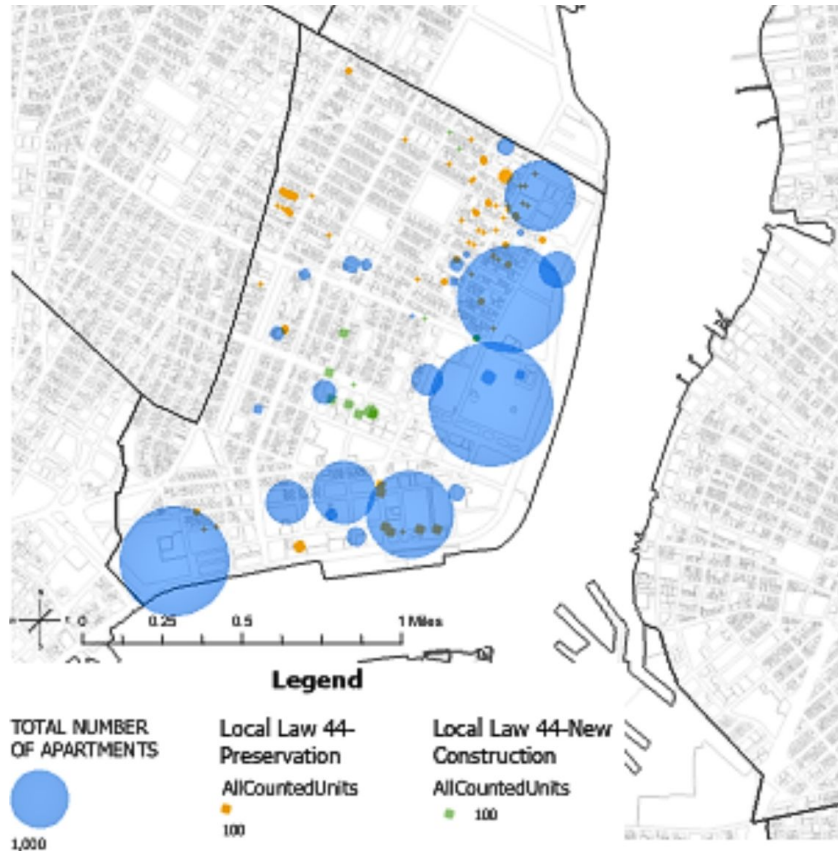 0 0.25 0.5 1 Miles
Legend
TOTAL NUMBER
OF APARTMENTS
1,000
Local Law 44-
Preservation
AllCountedUnits
100
Local Law 44-New
Construction
AllCountedUnits
100